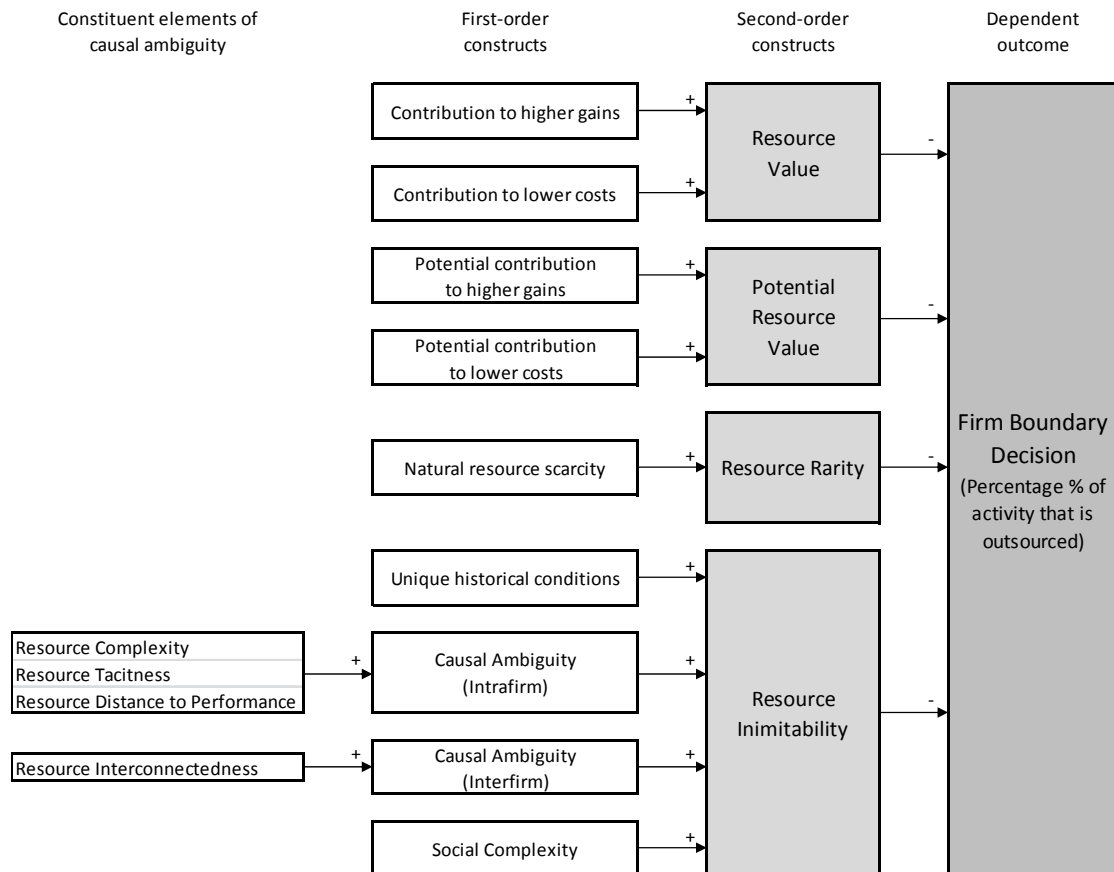 Constituent elements of
causal ambiguity
First-order
constructs
Second-order
constructs
Dependent
outcome
Contribution to higher gains
+
Contribution to lower costs
+
Resource
Value
-
Potential contribution
to higher gains
+
Potential contribution
to lower costs
+
Potential
Resource
Value
-
Natural resource scarcity
+
Resource Rarity
-
Unique historical conditions
+
Resource Complexity
Resource Tacitness
Resource Distance to Performance
+
Causal Ambiguity
(Intrafirm)
+
Resource Interconnectedness
+
Causal Ambiguity
(Interfirm)
+
Social Complexity
+
Resource
Inimitability
-
Firm Boundary
Decision
(Percentage % of
activity that is
outsourced)